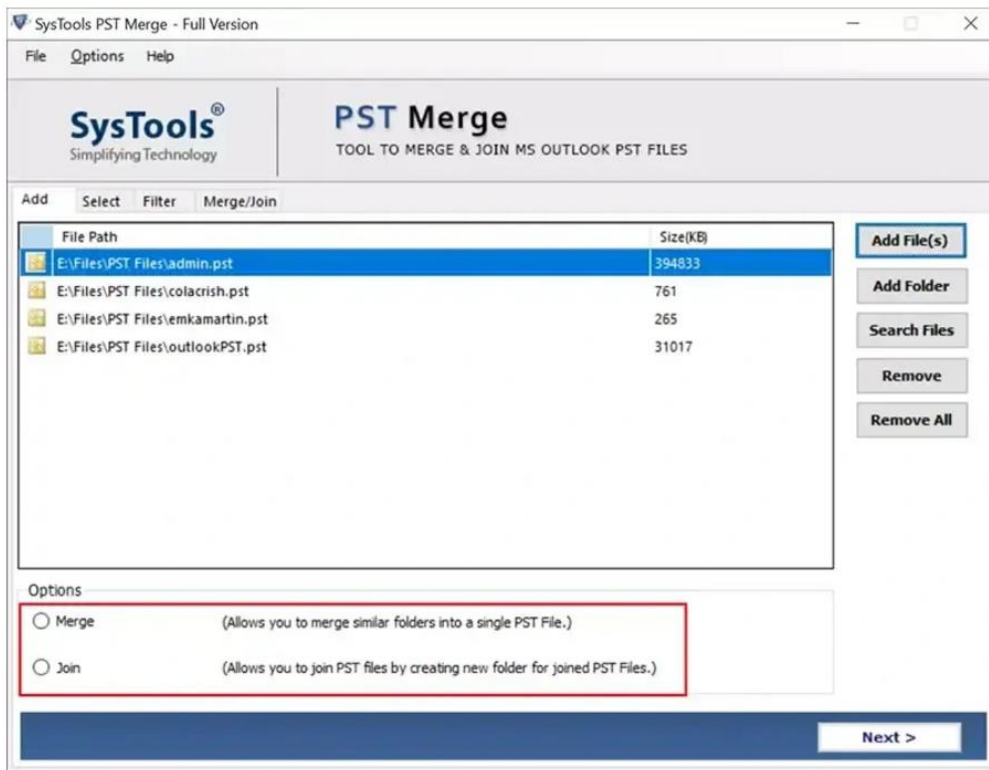 SysTools PST Merge - Full Version
File Options Help
SysTools®
Simplifying Technology
PST Merge
TOOL TO MERGE & JOIN MS OUTLOOK PST FILES
Add Select Filter Merge/Join
File Path Size(KB)
E:\Files\PST Files\admin.pst 394833
E:\Files\PST Files\colacrish.pst 761
E:\Files\PST Files\emkamartin.pst 265
E:\Files\PST Files\outlookPST.pst 31017
Add File(s)
Add Folder
Search Files
Remove
Remove All
Options
Merge (Allows you to merge similar folders into a single PST File.)
Join (Allows you to join PST files by creating new folder for joined PST Files.)
Next >